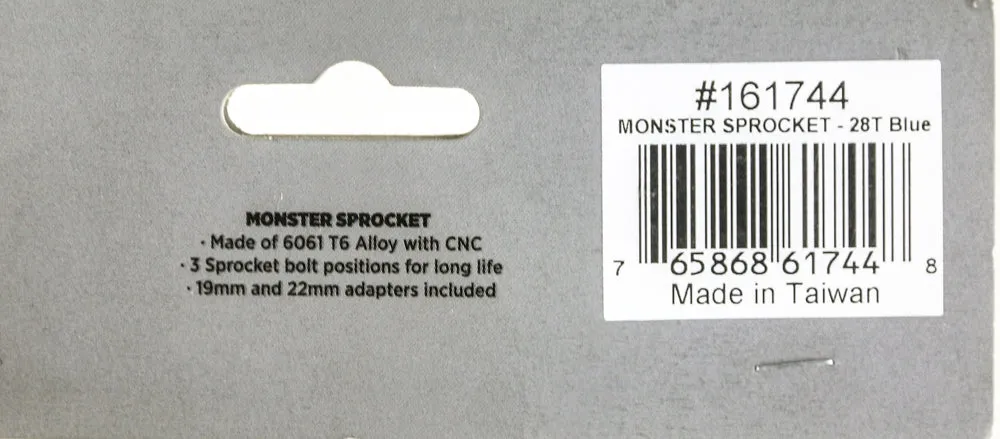 MONSTER SPROCKET
· Made of 6061 T6 Alloy with CNC
· 3 Sprocket bolt positions for long life
· 19mm and 22mm adapters included
#161744
MONSTER SPROCKET - 28T Blue
7 65868 61744 8
Made in Taiwan